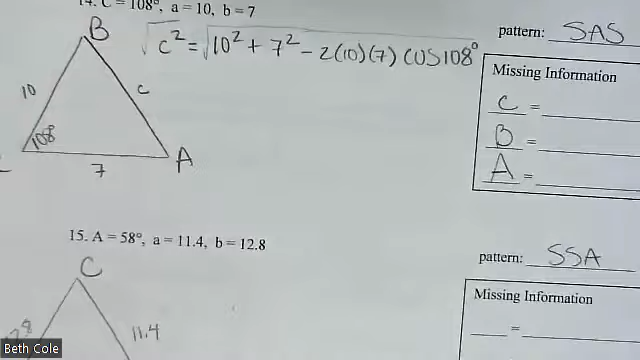 14. C = 108°, a = 10, b = 7
pattern: SAS
B
√c² = √10² + 7² - 2(10)(7) cos108°
Missing Information
10
c
c =
B =
108°
A
7
A =
15. A = 58°, a = 11.4, b = 12.8
pattern: SSA
C
Missing Information
11.4
=
Beth Cole